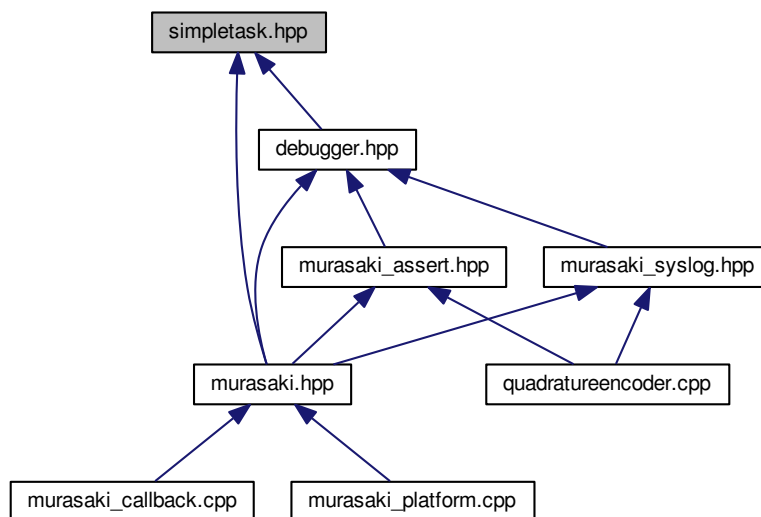 simpletask.hpp
debugger.hpp
murasaki_assert.hpp
murasaki_syslog.hpp
murasaki.hpp
quadratureencoder.cpp
murasaki_callback.cpp
murasaki_platform.cpp